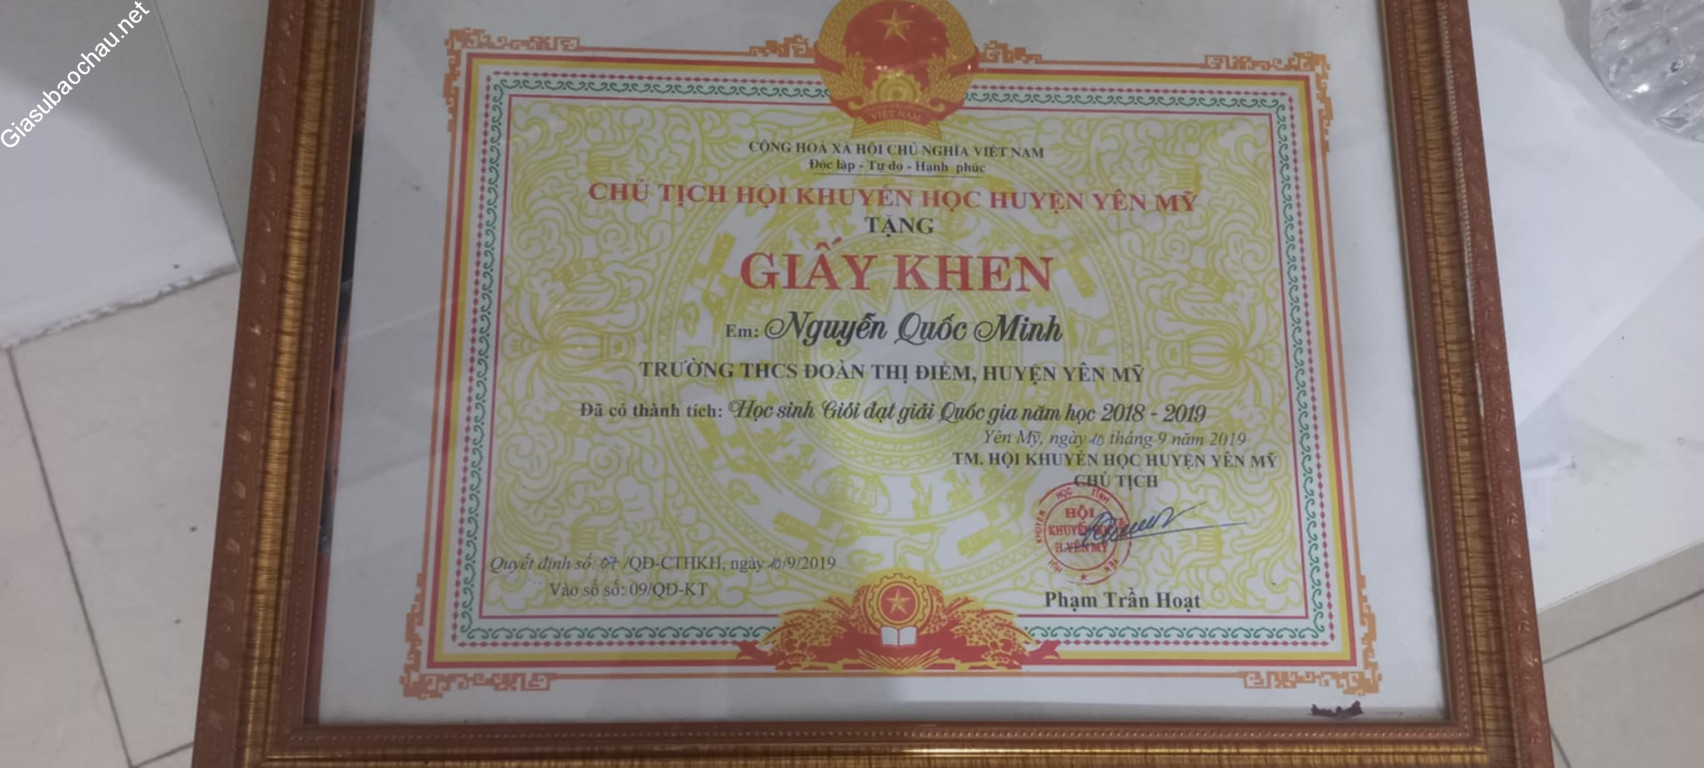 Giasubaochau.net
VIỆT NAM
CỘNG HOÀ XÃ HỘI CHỦ NGHĨA VIỆT NAM
Độc lập - Tự do - Hạnh phúc
CHỦ TỊCH HỘI KHUYẾN HỌC HUYỆN YÊN MỸ
TẶNG
GIẤY KHEN
Em: Nguyễn Quốc Minh
TRƯỜNG THCS ĐOÀN THỊ ĐIỂM, HUYỆN YÊN MỸ
Đã có thành tích: Học sinh Giỏi đạt giải Quốc gia năm học 2018 - 2019
Yên Mỹ, ngày 10 tháng 9 năm 2019
TM. HỘI KHUYẾN HỌC HUYỆN YÊN MỸ
CHỦ TỊCH
HỘI
KHUYẾN
H.YÊN MỸ
Quyết định số: 07 /QĐ-CTHKH, ngày 10/9/2019
Vào sổ số: 09/QĐ-KT
Phạm Trần Hoạt